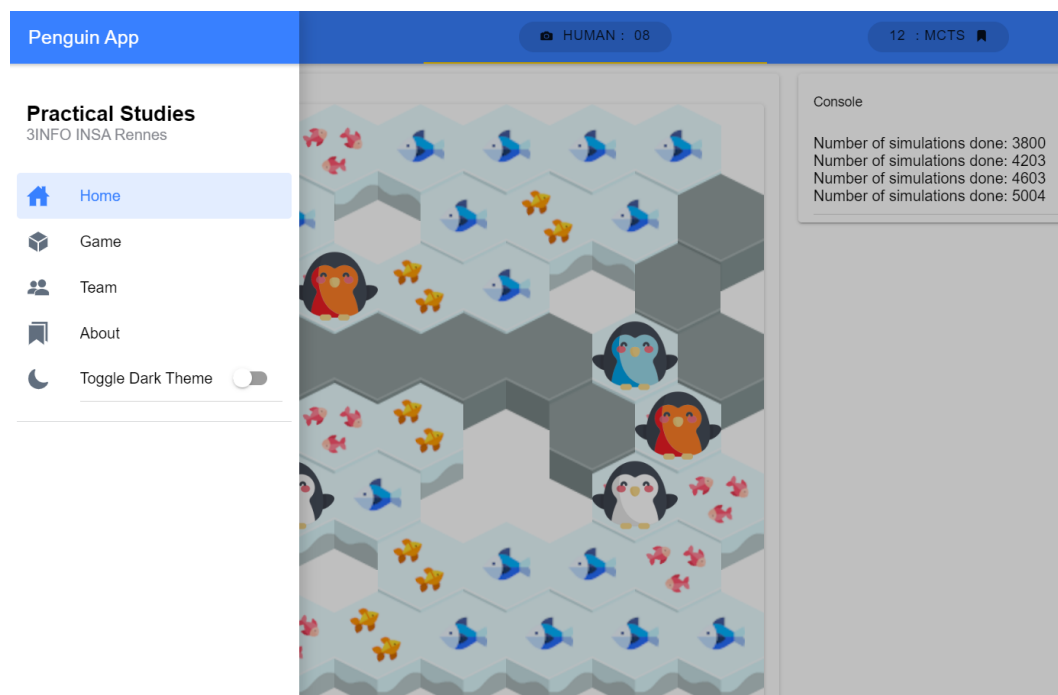 Penguin App
HUMAN : 08
12 : MCTS
Practical Studies
3INFO INSA Rennes
Home
Game
Team
About
Toggle Dark Theme
Console
Number of simulations done: 3800
Number of simulations done: 4203
Number of simulations done: 4603
Number of simulations done: 5004